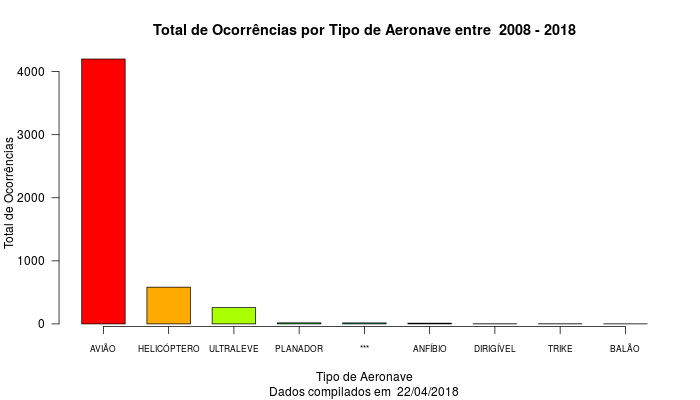 Total de Ocorrências por Tipo de Aeronave entre  2008 - 2018
Total de Ocorrências
4000
3000
2000
1000
0
AVIÃO HELICÓPTERO ULTRALEVE PLANADOR *** ANFÍBIO DIRIGÍVEL TRIKE BALÃO
Tipo de Aeronave
Dados compilados em  22/04/2018